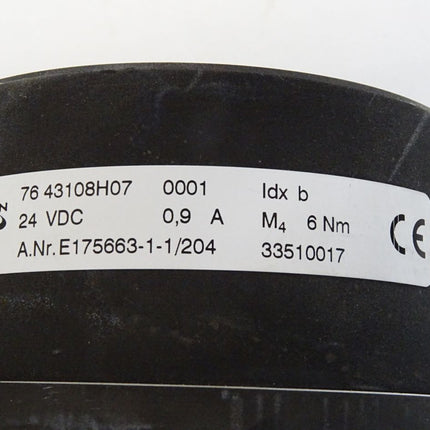 76 43108H07 0001 Idx b
24 VDC 0,9 A M4 6 Nm
A.Nr. E175663-1-1/204 33510017
CE